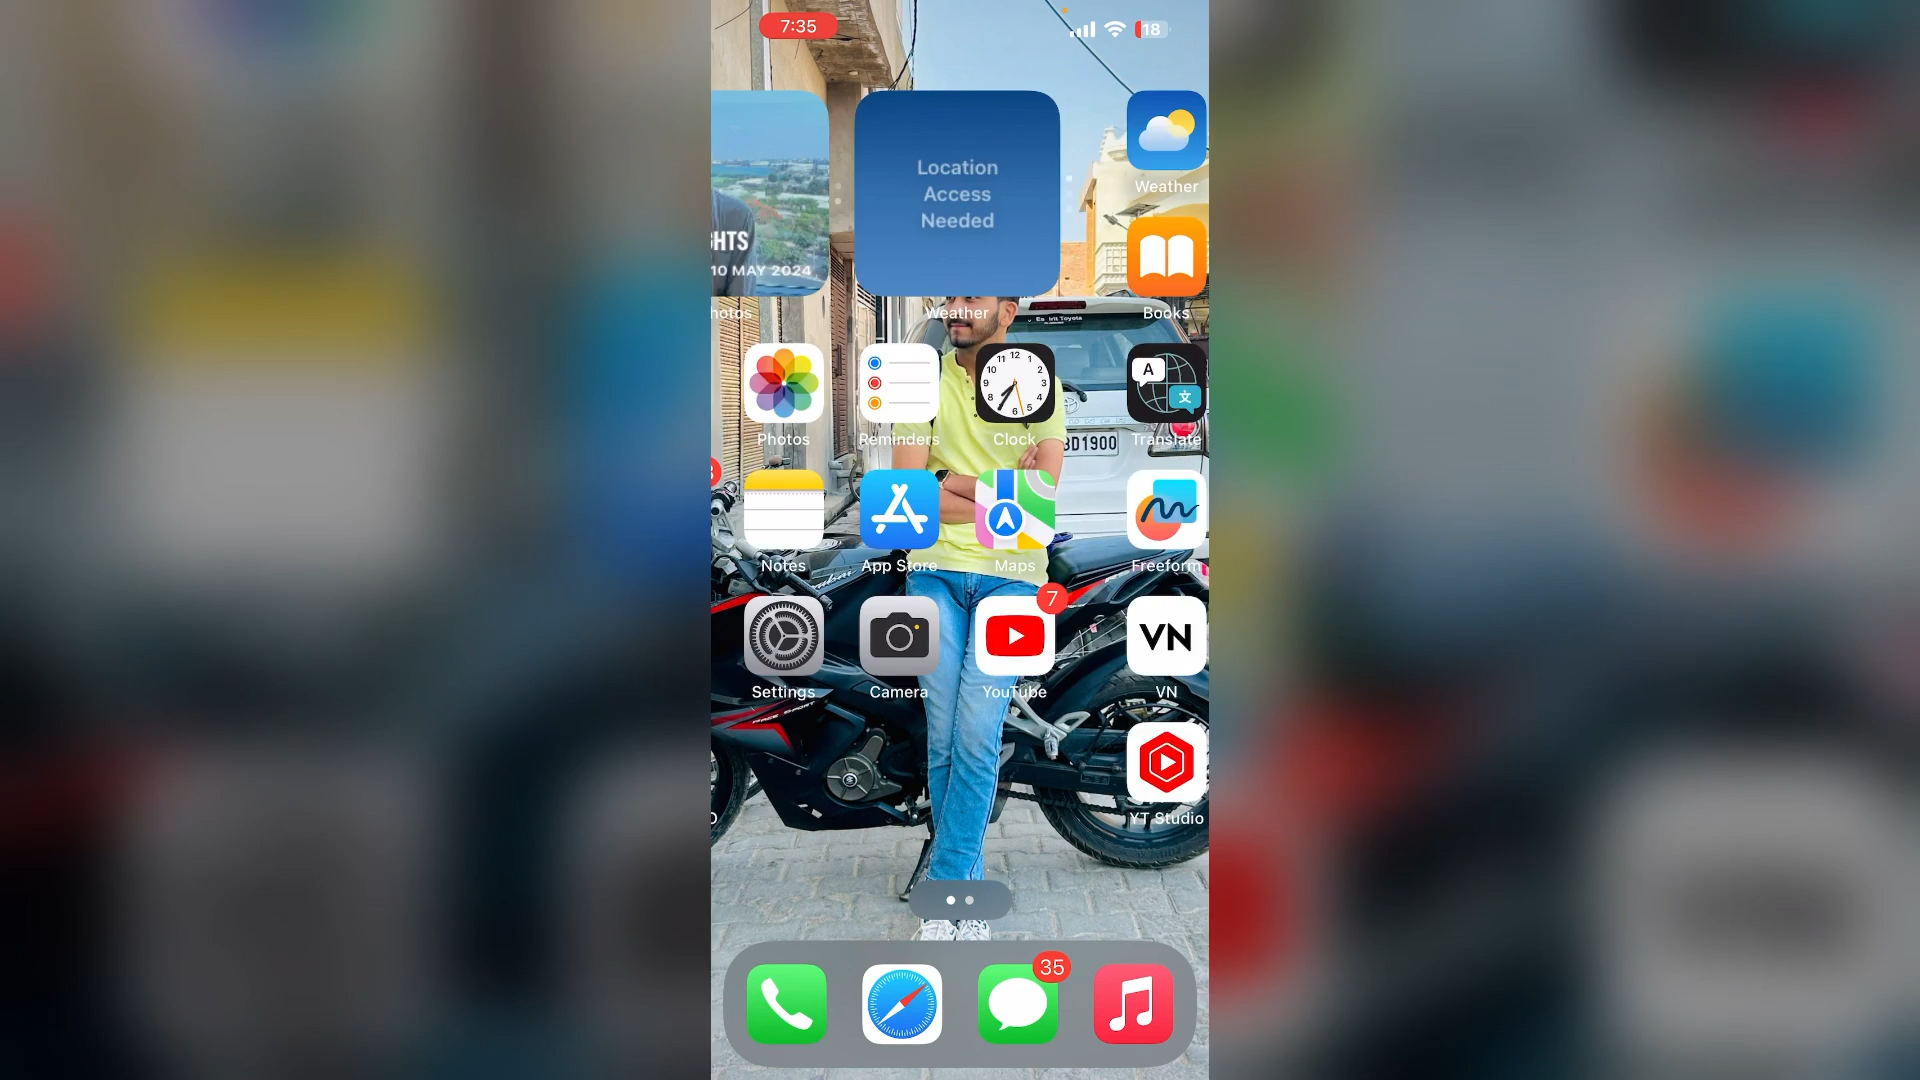 7:35
18
Location
Access
Needed
GHTS
10 MAY 2024
hotos
Weather
Weather
Books
Photos
Reminders
Clock
Translate
BD1900
Notes
App Store
Maps
Freeform
7
VN
Settings
Camera
YouTube
VN
YT Studio
35